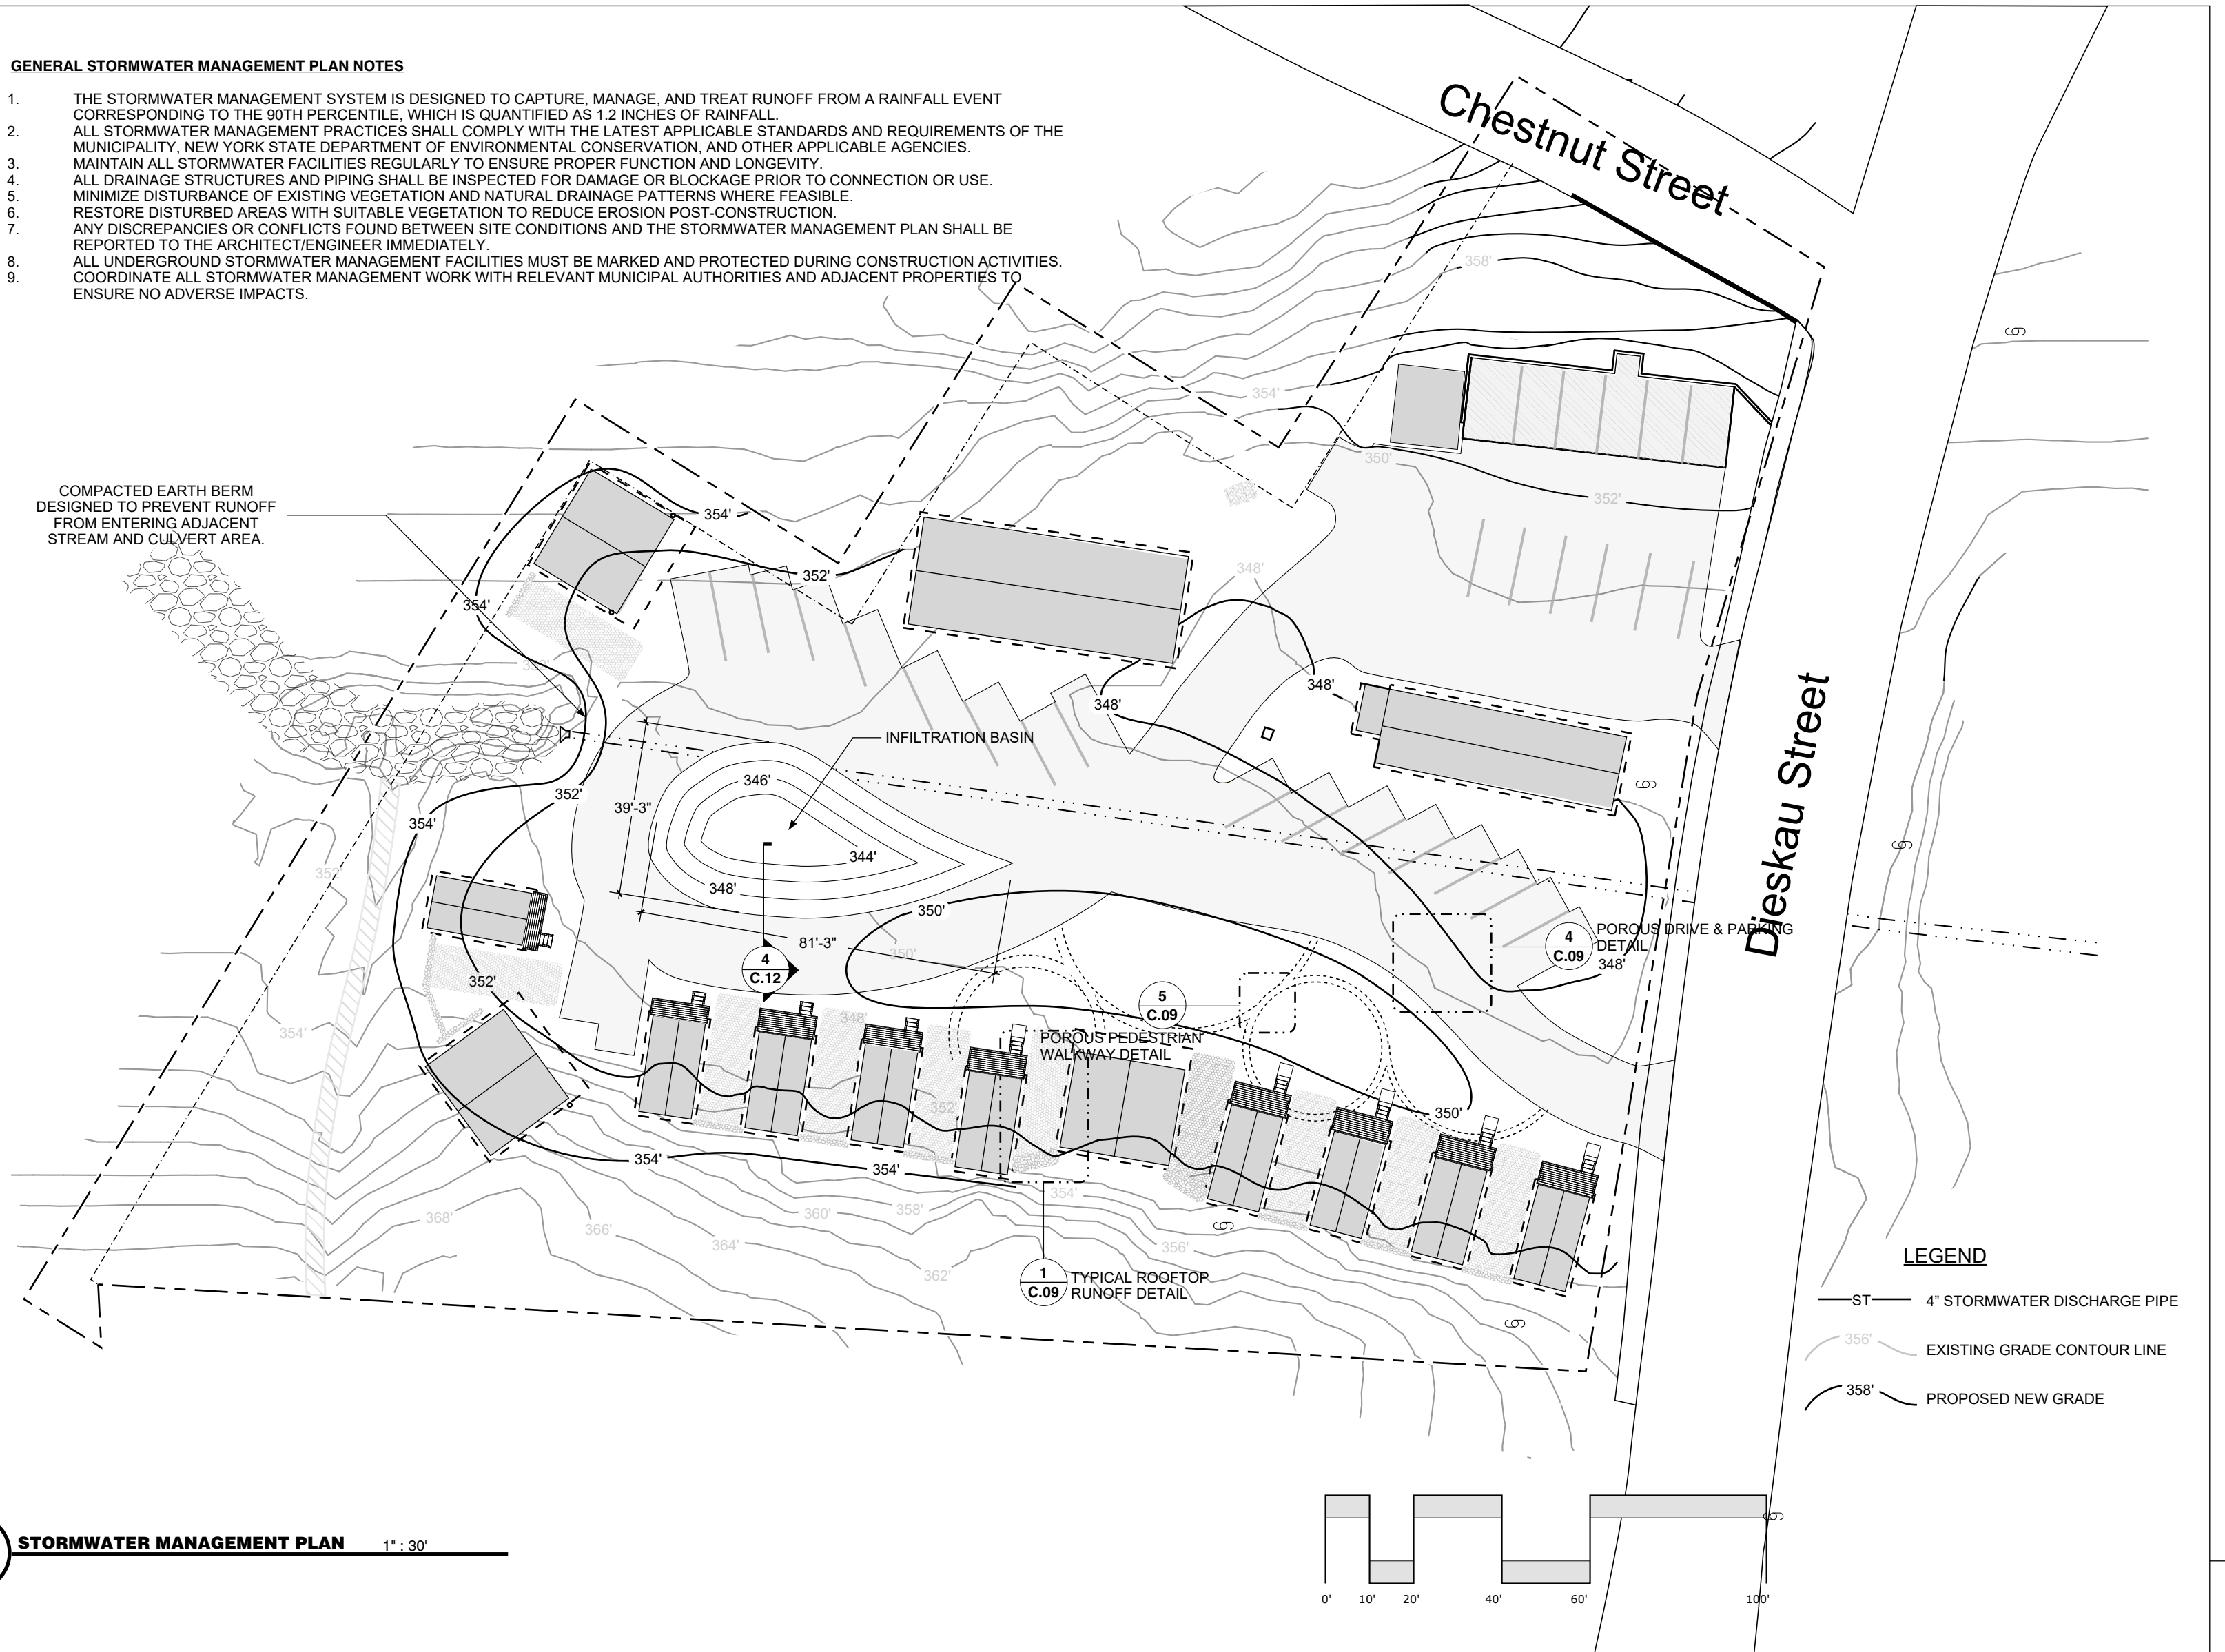 GENERAL STORMWATER MANAGEMENT PLAN NOTES
1. THE STORMWATER MANAGEMENT SYSTEM IS DESIGNED TO CAPTURE, MANAGE, AND TREAT RUNOFF FROM A RAINFALL EVENT
CORRESPONDING TO THE 90TH PERCENTILE, WHICH IS QUANTIFIED AS 1.2 INCHES OF RAINFALL.
2. ALL STORMWATER MANAGEMENT PRACTICES SHALL COMPLY WITH THE LATEST APPLICABLE STANDARDS AND REQUIREMENTS OF THE
MUNICIPALITY, NEW YORK STATE DEPARTMENT OF ENVIRONMENTAL CONSERVATION, AND OTHER APPLICABLE AGENCIES.
3. MAINTAIN ALL STORMWATER FACILITIES REGULARLY TO ENSURE PROPER FUNCTION AND LONGEVITY.
4. ALL DRAINAGE STRUCTURES AND PIPING SHALL BE INSPECTED FOR DAMAGE OR BLOCKAGE PRIOR TO CONNECTION OR USE.
5. MINIMIZE DISTURBANCE OF EXISTING VEGETATION AND NATURAL DRAINAGE PATTERNS WHERE FEASIBLE.
6. RESTORE DISTURBED AREAS WITH SUITABLE VEGETATION TO REDUCE EROSION POST-CONSTRUCTION.
7. ANY DISCREPANCIES OR CONFLICTS FOUND BETWEEN SITE CONDITIONS AND THE STORMWATER MANAGEMENT PLAN SHALL BE
REPORTED TO THE ARCHITECT/ENGINEER IMMEDIATELY.
8. ALL UNDERGROUND STORMWATER MANAGEMENT FACILITIES MUST BE MARKED AND PROTECTED DURING CONSTRUCTION ACTIVITIES.
9. COORDINATE ALL STORMWATER MANAGEMENT WORK WITH RELEVANT MUNICIPAL AUTHORITIES AND ADJACENT PROPERTIES TO
ENSURE NO ADVERSE IMPACTS.
Chestnut Street
358'
354'
350'
352'
COMPACTED EARTH BERM
DESIGNED TO PREVENT RUNOFF
FROM ENTERING ADJACENT
STREAM AND CULVERT AREA.
354'
352'
348'
354'
352'
348'
348'
INFILTRATION BASIN
346'
352'
39'-3"
354'
344'
352'
348'
350'
81'-3"
350'
Dieskau Street
4
C.09
POROUS DRIVE & PARKING
DETAIL
348'
4
C.12
352'
5
C.09
348'
354'
POROUS PEDESTRIAN
WALKWAY DETAIL
352'
350'
354'
354'
354'
368'
366'
364'
360'
358'
362'
356'
1
C.09
TYPICAL ROOFTOP
RUNOFF DETAIL
LEGEND
ST 4" STORMWATER DISCHARGE PIPE
356' EXISTING GRADE CONTOUR LINE
358' PROPOSED NEW GRADE
STORMWATER MANAGEMENT PLAN 1" : 30'
0' 10' 20' 40' 60' 100'